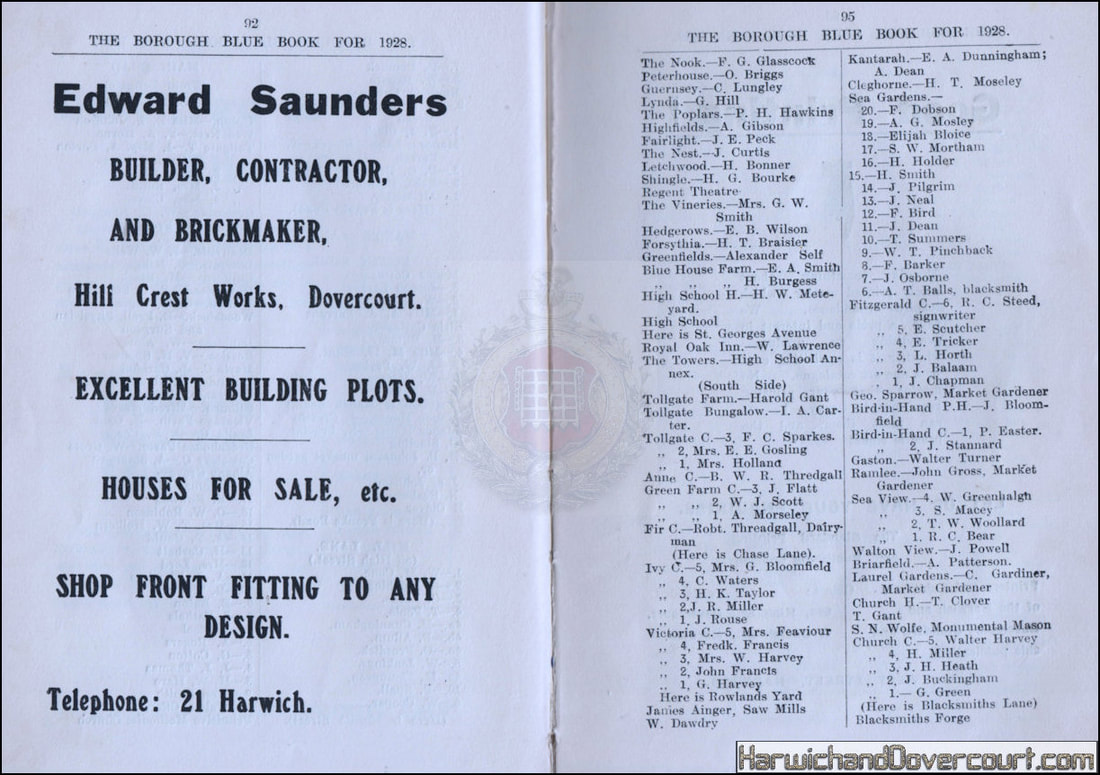 92
THE BOROUGH BLUE BOOK FOR 1928.
Edward Saunders
BUILDER, CONTRACTOR,
AND BRICKMAKER,
Hill Crest Works, Dovercourt.
EXCELLENT BUILDING PLOTS.
HOUSES FOR SALE, etc.
SHOP FRONT FITTING TO ANY
DESIGN.
Telephone: 21 Harwich.
95
THE BOROUGH BLUE BOOK FOR 1928.
The Nook.—F. G. Glasscock
Peterhouse.—O. Briggs
Guernsey.—C. Lungley
Lynda.—G. Hill
The Poplars.—P. H. Hawkins
Highfields.—A. Gibson
Fairlight.—J. E. Peck
The Nest.—J. Curtis
Letchwood.—H. Bonner
Shingle.—H. G. Bourke
Regent Theatre
The Vineries.—Mrs. G. W.
Smith
Hedgerows.—E. B. Wilson
Forsythia.—H. T. Braisier
Greenfields.—Alexander Self
Blue House Farm.—E. A. Smith
,, ,, ,, H. Burgess
High School H.—H. W. Mete-
yard.
High School
Here is St. Georges Avenue
Royal Oak Inn.—W. Lawrence
The Towers.—High School An-
nex.
(South Side)
Tollgate Farm.—Harold Gant
Tollgate Bungalow.—I. A. Car-
ter.
Tollgate C.—3, F. C. Sparkes.
,, 2, Mrs. E. E. Gosling
,, 1, Mrs. Holland
Anne C.—B. W. R. Thredgall
Green Farm C.—3, J. Flatt
,, ,, 2, W. J. Scott
,, ,, 1, A. Morseley
Fir C.—Robt. Threadgall, Dairy-
man
(Here is Chase Lane).
Ivy C.—5, Mrs. G. Bloomfield
,, 4, C. Waters
,, 3, H. K. Taylor
,, 2,J. R. Miller
,, 1, J. Rouse
Victoria C.—5, Mrs. Feaviour
,, 4, Fredk. Francis
,, 3, Mrs. W. Harvey
,, 2, John Francis
,, 1, G. Harvey
Here is Rowlands Yard
James Ainger, Saw Mills
W. Dawdry
Kantarah.—E. A. Dunningham;
A. Dean
Cleghorne.—H. T. Moseley
Sea Gardens.—
20.—F. Dobson
19.—A. G. Mosley
18.—Elijah Bloice
17.—S. W. Mortham
16.—H. Holder
15.—H. Smith
14.—J. Pilgrim
13.—J. Neal
12.—F. Bird
11.—J. Dean
10.—T. Summers
9.—W. T. Pinchback
8.—F. Barker
7.—J. Osborne
6.—A. T. Balls, blacksmith
Fitzgerald C.—6, R. C. Steed,
signwriter
,, 5, E. Scutcher
,, 4, E. Tricker
,, 3, L. Horth
,, 2, J. Balaam
, 1, J. Chapman
Geo. Sparrow, Market Gardener
Bird-in-Hand P.H.—J. Bloom-
field
Bird-in-Hand C.—1, P. Easter.
,, 2, J. Stannard
Gaston.—Walter Turner
Ramlee.—John Gross, Market
Gardener
Sea View.—4, W. Greenhalgh
3, S. Macey
,, 2, T. W. Woollard
,, 1, R. C. Bear
Walton View.—J. Powell
Briarfield.—A. Patterson.
Laurel Gardens.—C. Gardiner,
Market Gardener
Church H.—T. Clover
T. Gant
S. N. Wolfe, Monumental Mason
Church C.—5, Walter Harvey
,, 4, H. Miller
,, 3, J. H. Heath
,, 2, J. Buckingham
,, 1.— G. Green
(Here is Blacksmiths Lane)
Blacksmiths Forge
HarwichandDovercourt.com